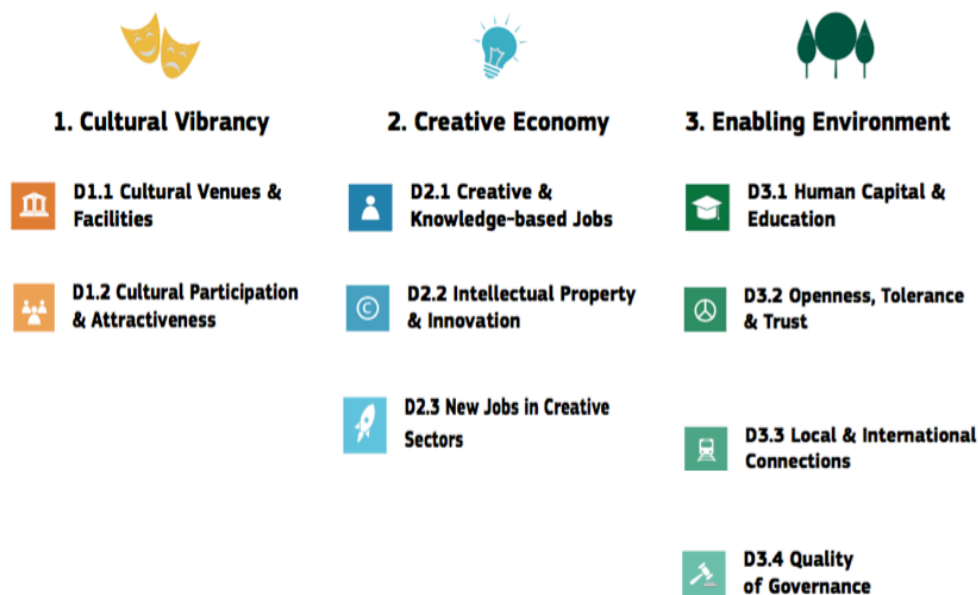 1. Cultural Vibrancy
D1.1 Cultural Venues &
Facilities
D1.2 Cultural Participation
& Attractiveness
2. Creative Economy
D2.1 Creative &
Knowledge-based Jobs
©
D2.2 Intellectual Property
& Innovation
D2.3 New Jobs in Creative
Sectors
3. Enabling Environment
D3.1 Human Capital &
Education
D3.2 Openness, Tolerance
& Trust
D3.3 Local & International
Connections
D3.4 Quality
of Governance